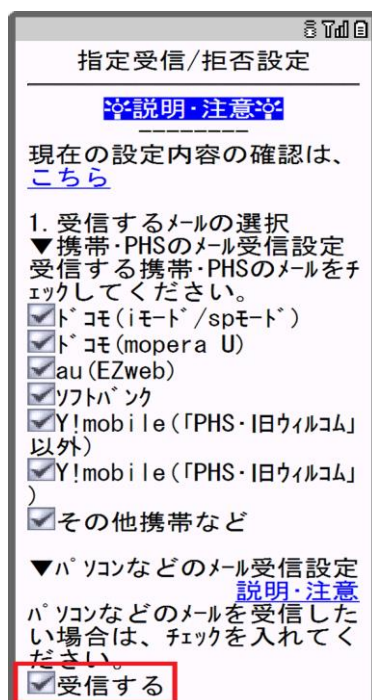 指定受信/拒否設定
説明・注意
--------
現在の設定内容の確認は、
こちら
1. 受信するﾒｰﾙの選択
▼携帯・PHSのﾒｰﾙ受信設定
受信する携帯・PHSのﾒｰﾙをﾁ
ｪｯｸしてください。
ﾄﾞｺﾓ(iﾓｰﾄﾞ/spﾓｰﾄﾞ)
ﾄﾞｺﾓ(mopera U)
au(EZweb)
ｿﾌﾄﾊﾞﾝｸ
Y!mobile(｢PHS・旧ｳｨﾙｺﾑ｣
以外)
Y!mobile(｢PHS・旧ｳｨﾙｺﾑ｣
)
その他携帯など
▼ﾊﾟｿｺﾝなどのﾒｰﾙ受信設定
説明・注意
ﾊﾟｿｺﾝなどのﾒｰﾙを受信した
い場合は、ﾁｪｯｸを入れてく
ださい。
受信する